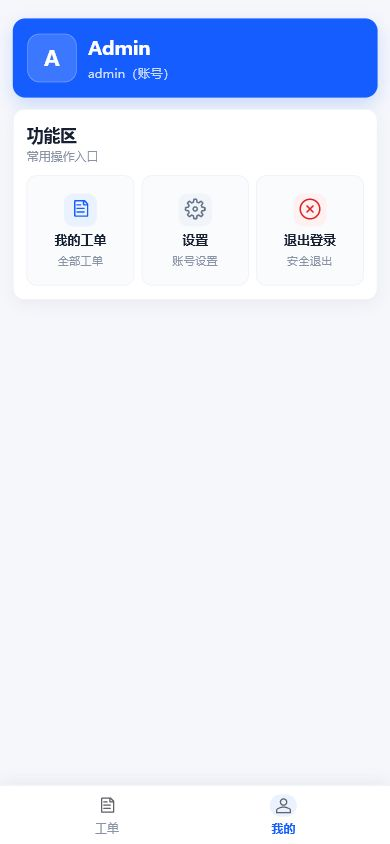 A
Admin
admin（账号）
功能区
常用操作入口
我的工单
全部工单
设置
账号设置
退出登录
安全退出
工单
我的